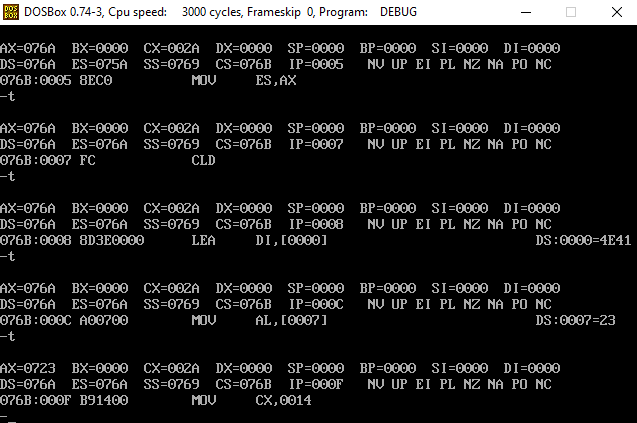 DOSBox 0.74-3, Cpu speed: 3000 cycles, Frameskip 0, Program: DEBUG
AX=076A BX=0000 CX=002A DX=0000 SP=0000 BP=0000 SI=0000 DI=0000
DS=076A ES=075A SS=0769 CS=076B IP=0005 NV UP EI PL NZ NA PO NC
076B:0005 8EC0 MOV ES,AX
-t
AX=076A BX=0000 CX=002A DX=0000 SP=0000 BP=0000 SI=0000 DI=0000
DS=076A ES=076A SS=0769 CS=076B IP=0007 NV UP EI PL NZ NA PO NC
076B:0007 FC CLD
-t
AX=076A BX=0000 CX=002A DX=0000 SP=0000 BP=0000 SI=0000 DI=0000
DS=076A ES=076A SS=0769 CS=076B IP=0008 NV UP EI PL NZ NA PO NC
076B:0008 8D3E0000 LEA DI,[0000] DS:0000=4E41
-t
AX=076A BX=0000 CX=002A DX=0000 SP=0000 BP=0000 SI=0000 DI=0000
DS=076A ES=076A SS=0769 CS=076B IP=000C NV UP EI PL NZ NA PO NC
076B:000C A00700 MOV AL,[0007] DS:0007=23
-t
AX=0723 BX=0000 CX=002A DX=0000 SP=0000 BP=0000 SI=0000 DI=0000
DS=076A ES=076A SS=0769 CS=076B IP=000F NV UP EI PL NZ NA PO NC
076B:000F B91400 MOV CX,0014
-_